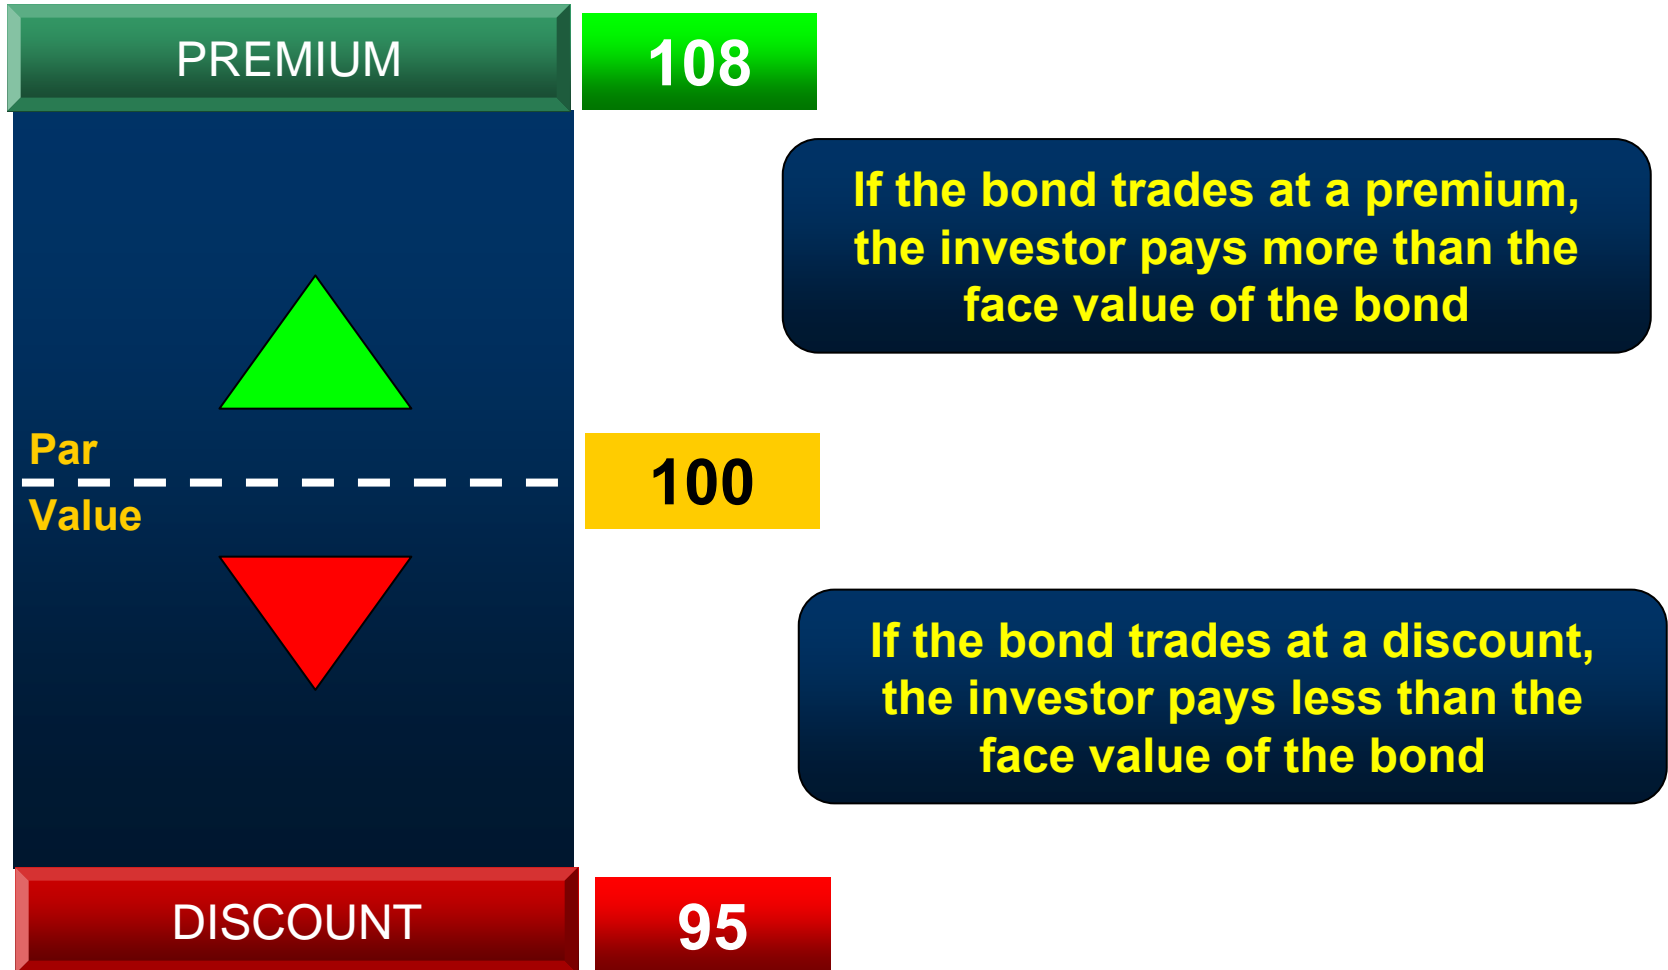 PREMIUM
108
If the bond trades at a premium,
the investor pays more than the
face value of the bond
Par
Value
100
If the bond trades at a discount,
the investor pays less than the
face value of the bond
DISCOUNT
95